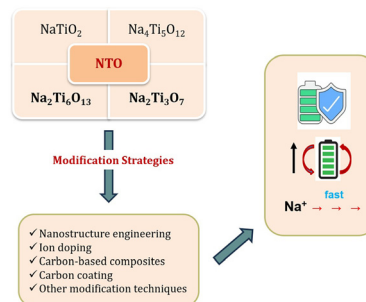 NaTiO₂
Na₄Ti₅O₁₂
NTO
Na₂Ti₆O₁₃
Na₂Ti₃O₇
Modification Strategies
✓ Nanostructure engineering
✓ Ion doping
✓ Carbon-based composites
✓ Carbon coating
✓ Other modification techniques
fast
Na⁺ → → →